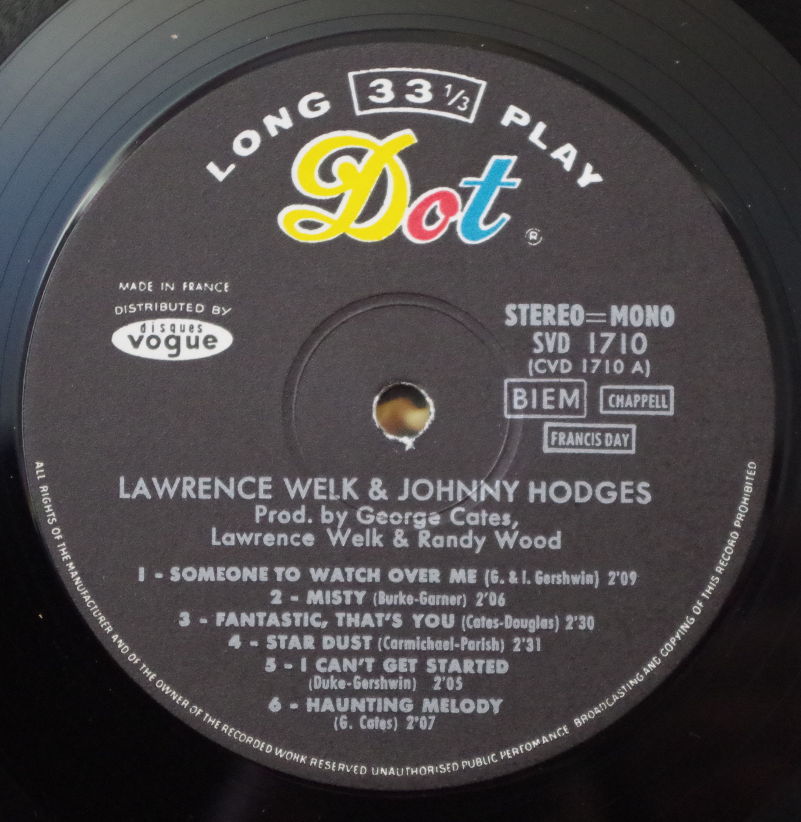 LONG 33 1/3 PLAY
Dot ®
MADE IN FRANCE
DISTRIBUTED BY
disques
vogue
STEREO=MONO
SVD 1710
(CVD 1710 A)
BIEM CHAPPELL
FRANCIS DAY
LAWRENCE WELK & JOHNNY HODGES
Prod. by George Cates,
Lawrence Welk & Randy Wood
1 - SOMEONE TO WATCH OVER ME (G. & I. Gershwin) 2'09
2 - MISTY (Burke-Garner) 2'06
3 - FANTASTIC, THAT'S YOU (Cates-Douglas) 2'30
4 - STAR DUST (Carmichael-Parish) 2'31
5 - I CAN'T GET STARTED
(Duke-Gershwin) 2'05
6 - HAUNTING MELODY
(G. Cates) 2'07
ALL RIGHTS OF THE MANUFACTURER AND OF THE OWNER OF THE RECORDED WORK RESERVED UNAUTHORISED PUBLIC PERFOMANCE BROADCASTING AND COPYING OF THIS RECORD PROHIBITED